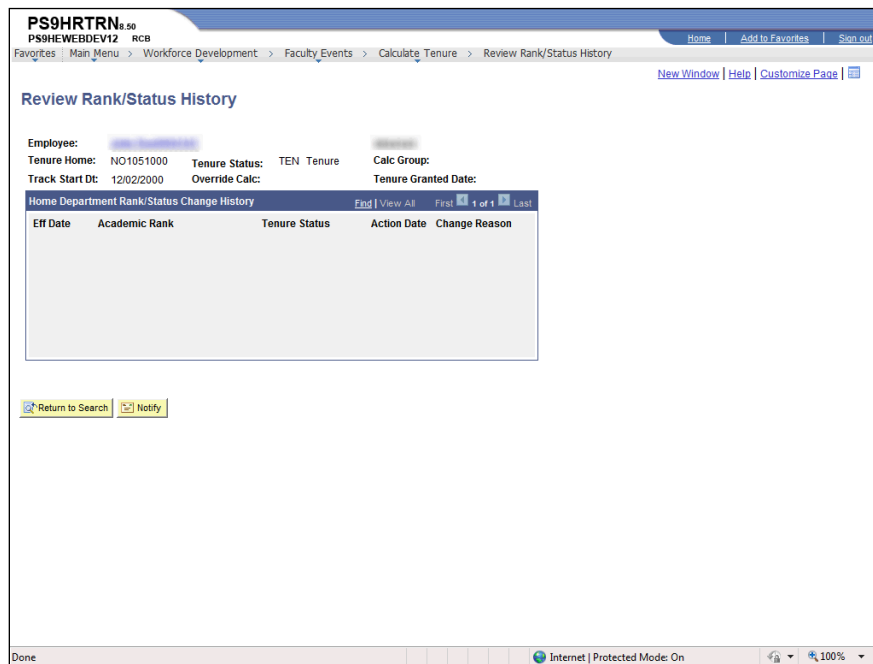 PS9HRTRN8.50
PS9HEWEBDEV12 RCB
Home | Add to Favorites | Sign out
Favorites Main Menu > Workforce Development > Faculty Events > Calculate Tenure > Review Rank/Status History
New Window | Help | Customize Page |
Review Rank/Status History
Employee:
Tenure Home: NO1051000 Tenure Status: TEN Tenure Calc Group:
Track Start Dt: 12/02/2000 Override Calc: Tenure Granted Date:
Home Department Rank/Status Change History Find | View All First 1 of 1 Last
Eff Date Academic Rank Tenure Status Action Date Change Reason
Return to Search Notify
Done Internet | Protected Mode: On 100%